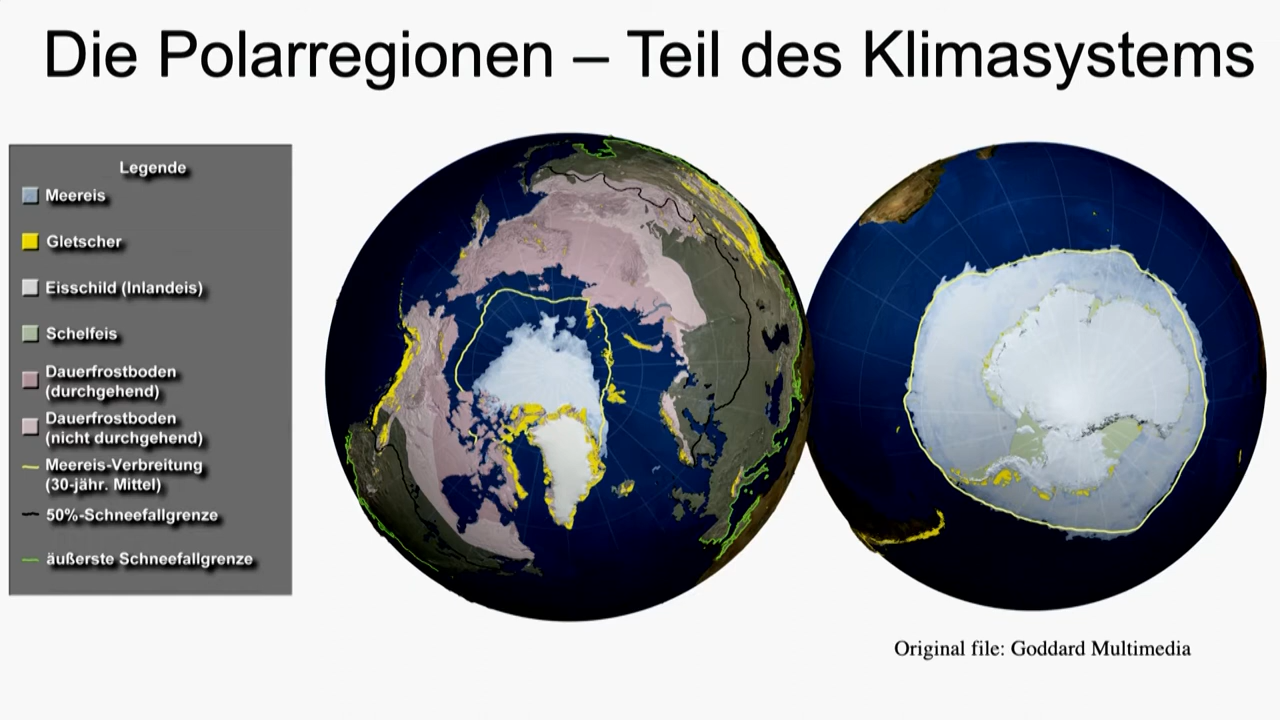 Die Polarregionen – Teil des Klimasystems
Legende
Meereis
Gletscher
Eisschild (Inlandeis)
Schelfeis
Dauerfrostboden
(durchgehend)
Dauerfrostboden
(nicht durchgehend)
Meereis-Verbreitung
(30-jähr. Mittel)
50%-Schneefallgrenze
äußerste Schneefallgrenze
Original file: Goddard Multimedia